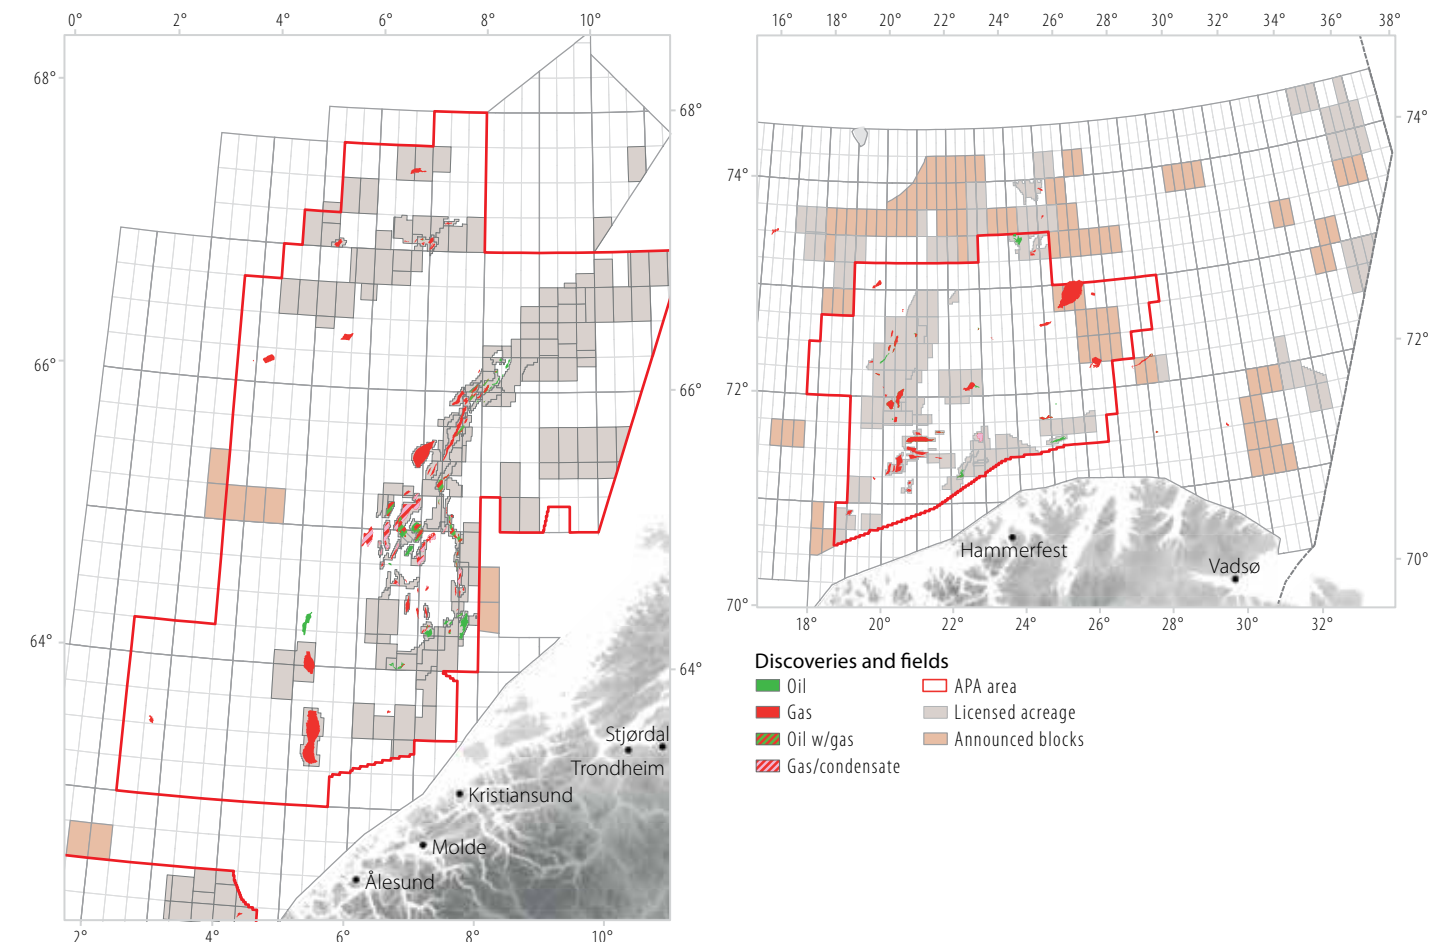 0° 2° 4° 6° 8° 10°
16° 18° 20° 22° 24° 26° 28° 30° 32° 34° 36° 38°
68°
68°
66°
66°
64°
64°
74°
74°
72°
72°
70°
70°
Hammerfest
Vadsø
18° 20° 22° 24° 26° 28° 30° 32°
Stjørdal
Trondheim
Kristiansund
Molde
Ålesund
2° 4° 6° 8° 10°
Discoveries and fields
Oil
Gas
Oil w/gas
Gas/condensate
APA area
Licensed acreage
Announced blocks